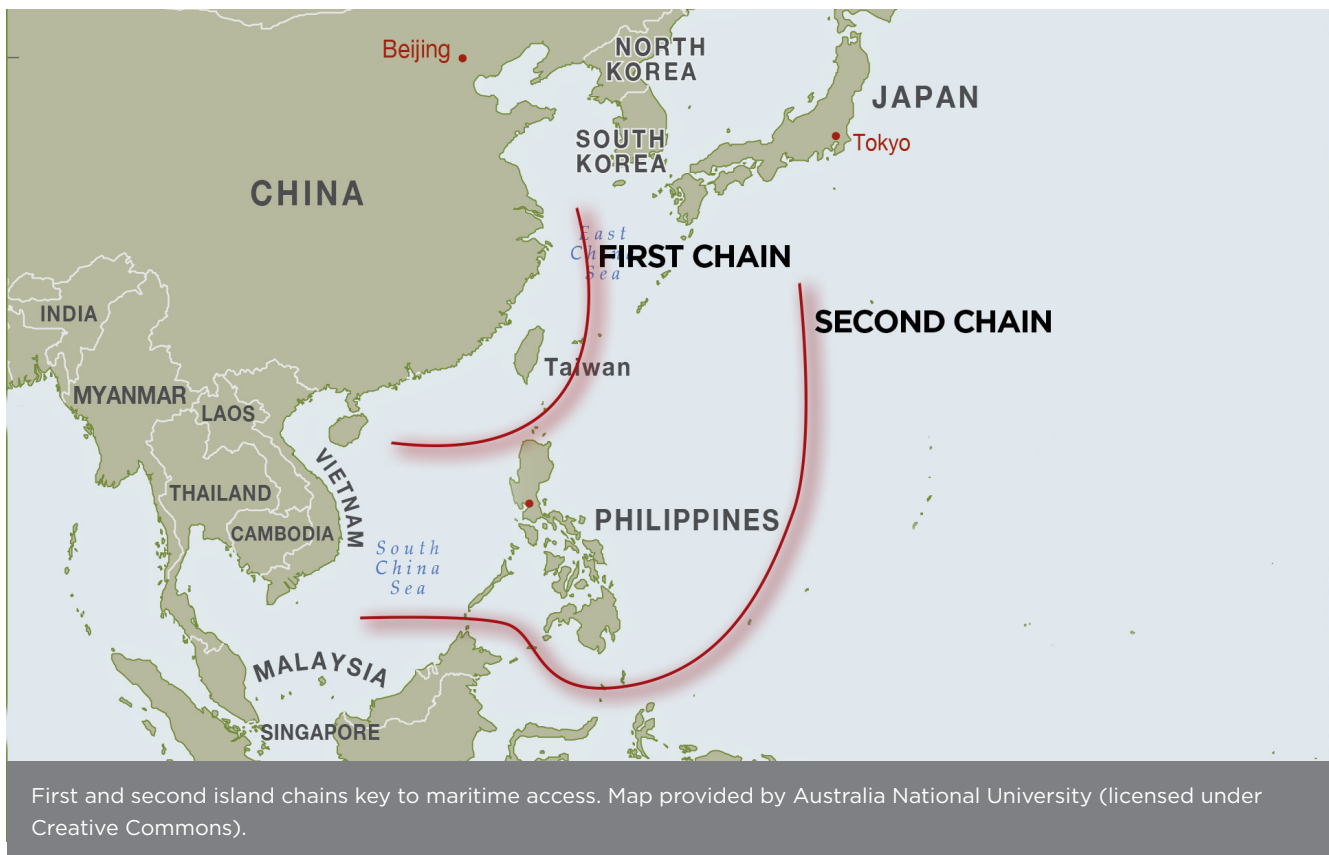 Beijing
NORTH
KOREA
JAPAN
SOUTH
KOREA
Tokyo
CHINA
East
China
Sea
FIRST CHAIN
INDIA
SECOND CHAIN
Taiwan
MYANMAR
LAOS
VIETNAM
THAILAND
PHILIPPINES
CAMBODIA
South
China
Sea
MALAYSIA
SINGAPORE
First and second island chains key to maritime access. Map provided by Australia National University (licensed under
Creative Commons).